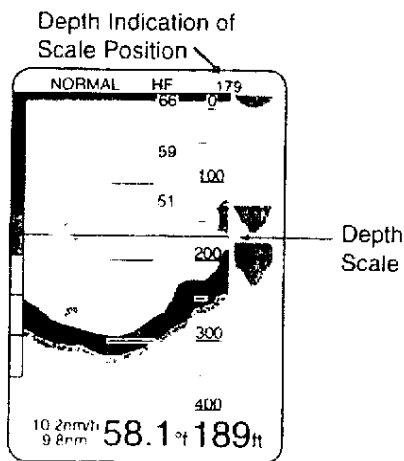 Depth Indication of
Scale Position
NORMAL HF 179
66 0
59
100
51
Depth
Scale
200
300
400
10.2nm/h
9.8nm 58.1°f 189ft